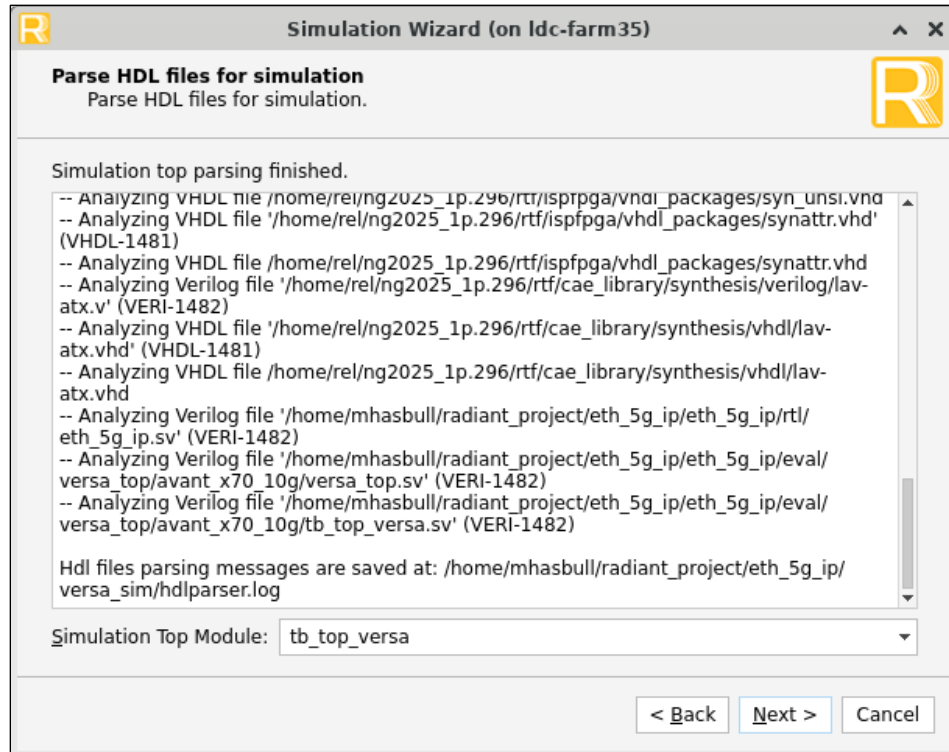 Simulation Wizard (on ldc-farm35)
Parse HDL files for simulation
Parse HDL files for simulation.
Simulation top parsing finished.
-- Analyzing VHDL file /home/rel/ng2025_1p.296/rtf/ispfpga/vhdl_packages/syn_unsi.vhd
-- Analyzing VHDL file '/home/rel/ng2025_1p.296/rtf/ispfpga/vhdl_packages/synattr.vhd'
(VHDL-1481)
-- Analyzing VHDL file /home/rel/ng2025_1p.296/rtf/ispfpga/vhdl_packages/synattr.vhd
-- Analyzing Verilog file '/home/rel/ng2025_1p.296/rtf/cae_library/synthesis/verilog/lav-
atx.v' (VERI-1482)
-- Analyzing VHDL file '/home/rel/ng2025_1p.296/rtf/cae_library/synthesis/vhdl/lav-
atx.vhd' (VHDL-1481)
-- Analyzing VHDL file /home/rel/ng2025_1p.296/rtf/cae_library/synthesis/vhdl/lav-
atx.vhd
-- Analyzing Verilog file '/home/mhasbull/radiant_project/eth_5g_ip/eth_5g_ip/rtl/
eth_5g_ip.sv' (VERI-1482)
-- Analyzing Verilog file '/home/mhasbull/radiant_project/eth_5g_ip/eth_5g_ip/eval/
versa_top/avant_x70_10g/versa_top.sv' (VERI-1482)
-- Analyzing Verilog file '/home/mhasbull/radiant_project/eth_5g_ip/eth_5g_ip/eval/
versa_top/avant_x70_10g/tb_top_versa.sv' (VERI-1482)
Hdl files parsing messages are saved at: /home/mhasbull/radiant_project/eth_5g_ip/
versa_sim/hdlparser.log
Simulation Top Module: tb_top_versa
< Back Next > Cancel